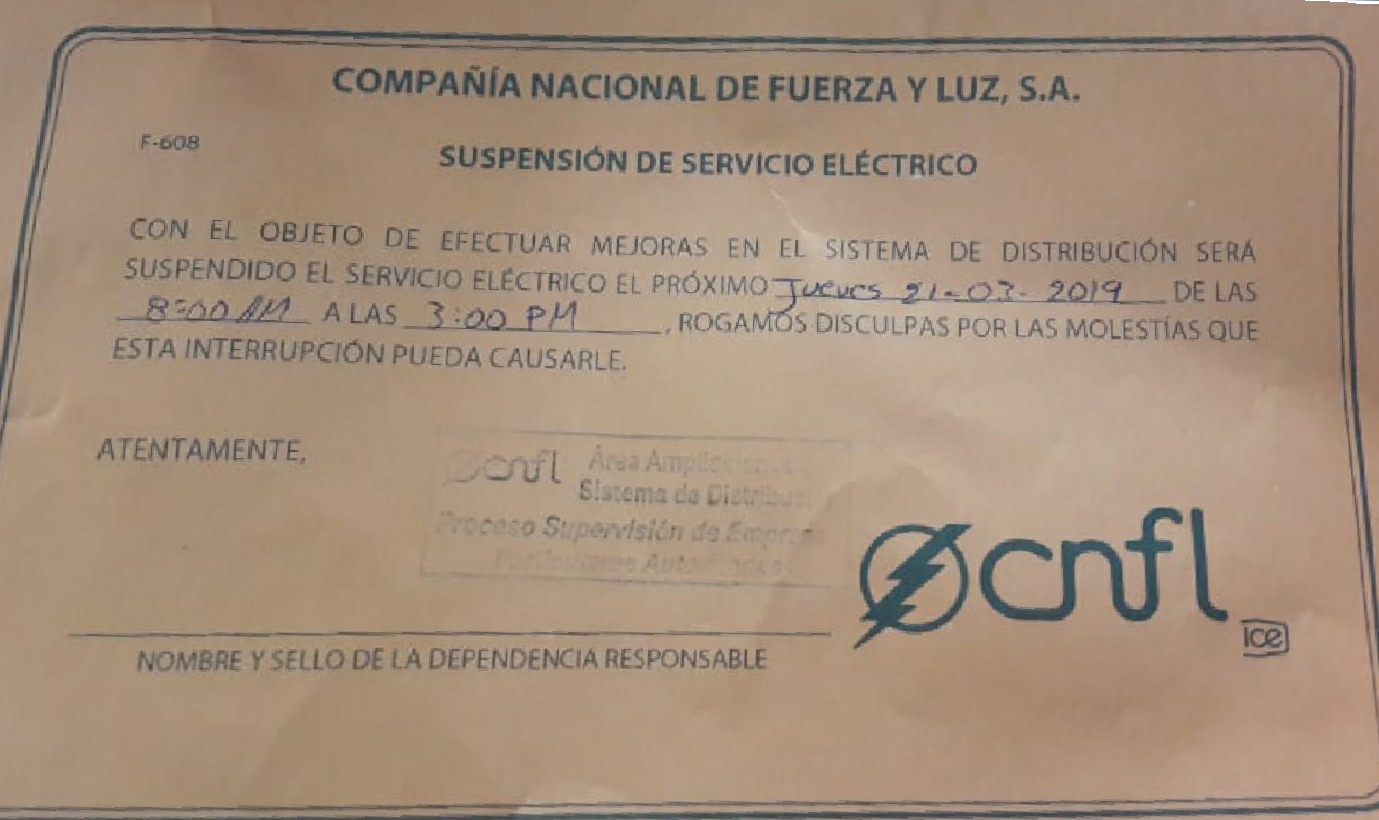 COMPAÑÍA NACIONAL DE FUERZA Y LUZ, S.A.
F-608
SUSPENSIÓN DE SERVICIO ELÉCTRICO
CON EL OBJETO DE EFECTUAR MEJORAS EN EL SISTEMA DE DISTRIBUCIÓN SERÁ
SUSPENDIDO EL SERVICIO ELÉCTRICO EL PRÓXIMO Jueves 21-03-2019 DE LAS
8:00 AM A LAS 3:00 PM, ROGAMOS DISCULPAS POR LAS MOLESTÍAS QUE
ESTA INTERRUPCIÓN PUEDA CAUSARLE.
ATENTAMENTE,
cnfl Área
Sistema de
Proceso Supervisión de
cnfl
ice
NOMBRE Y SELLO DE LA DEPENDENCIA RESPONSABLE